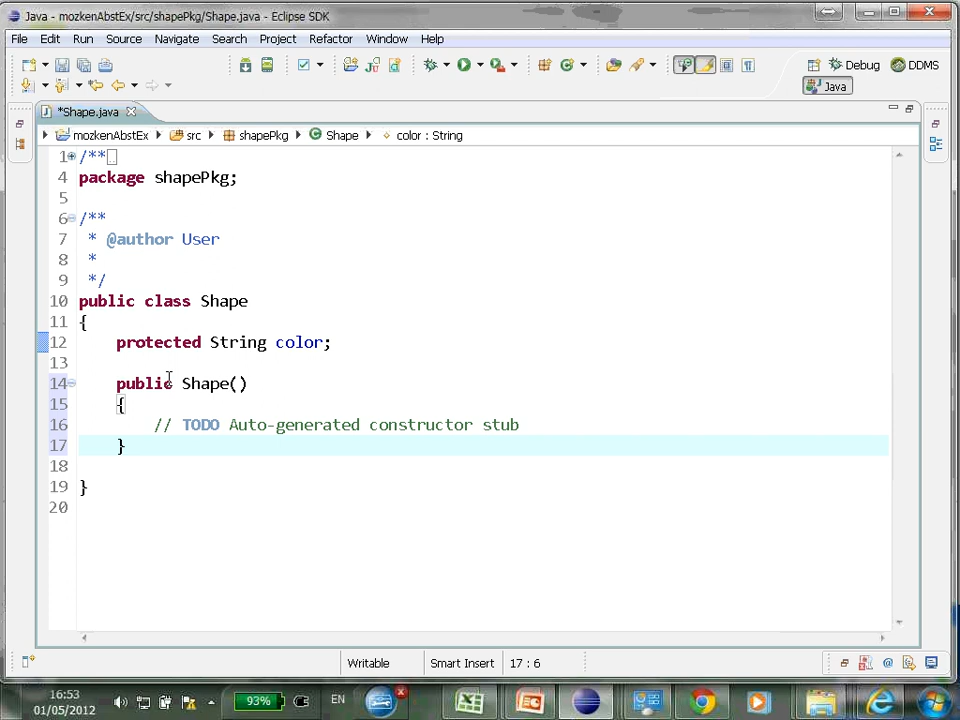 Java - mozkenAbstEx/src/shapePkg/Shape.java - Eclipse SDK
File Edit Run Source Navigate Search Project Refactor Window Help
Debug DDMS
Java
*Shape.java
mozkenAbstEx src shapePkg Shape color : String
1 /**
4 package shapePkg;
5
6 /**
7 * @author User
8 *
9 */
10 public class Shape
11 {
12 protected String color;
13
14 public Shape()
15 {
16 // TODO Auto-generated constructor stub
17 }
18
19 }
20
Writable Smart Insert 17 : 6
16:53 93% EN
01/05/2012